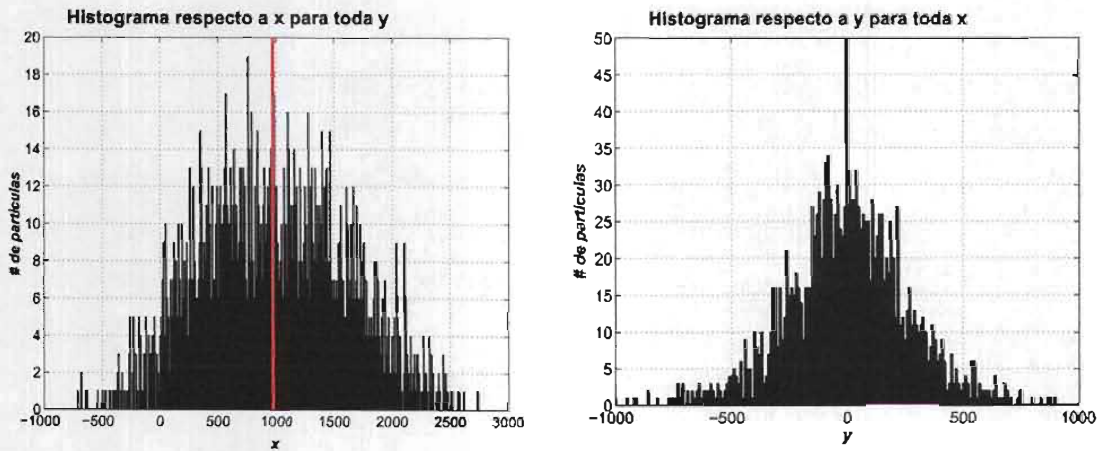 Histograma respecto a x para toda y
20
18
16
14
12
10
8
6
4
2
0
# de partículas
−1000 −500 0 500 1000 1500 2000 2500 3000
x
Histograma respecto a y para toda x
50
45
40
35
30
25
20
15
10
5
0
# de partículas
−1000 −500 0 500 1000
y